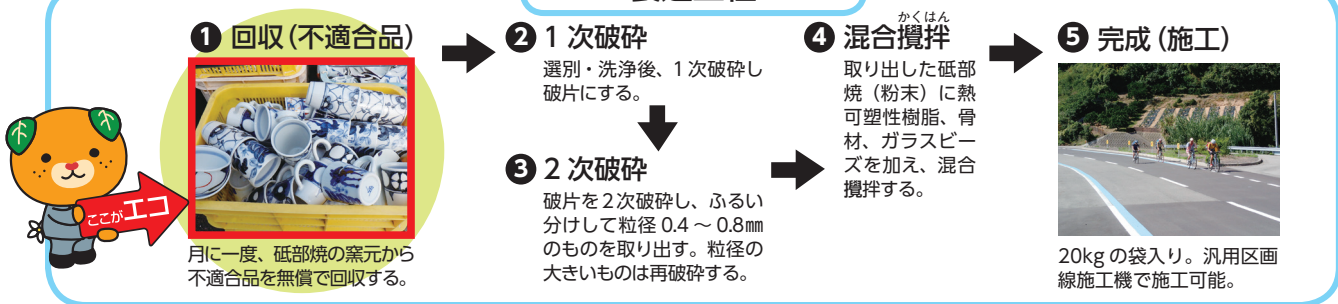 ❶ 回収(不適合品)
ここがエコ
月に一度、砥部焼の窯元から
不適合品を無償で回収する。
❷ 1 次破砕
選別・洗浄後、1 次破砕し
破片にする。
❸ 2 次破砕
破片を2次破砕し、ふるい
分けして粒径 0.4 ~ 0.8㎜
のものを取り出す。粒径の
大きいものは再破砕する。
かくはん
❹ 混合攪拌
取り出した砥部
焼(粉末)に熱
可塑性樹脂、骨
材、ガラスビー
ズを加え、混合
攪拌する。
❺ 完成(施工)
20kg の袋入り。汎用区画
線施工機で施工可能。